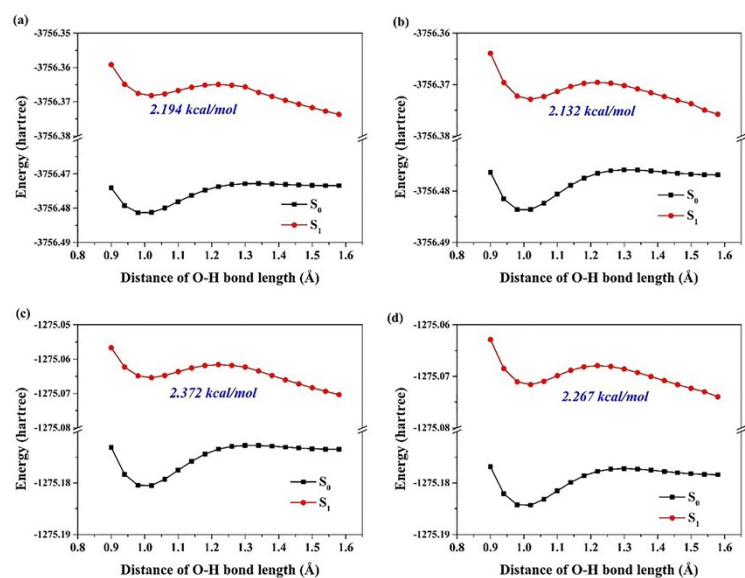 (a)
-3756.35
-3756.36
-3756.37
-3756.38
-3756.47
-3756.48
-3756.49
Energy (hartree)
2.194 kcal/mol
S0
S1
0.8 0.9 1.0 1.1 1.2 1.3 1.4 1.5 1.6
Distance of O-H bond length (Å)
(b)
-3756.36
-3756.37
-3756.38
-3756.48
-3756.49
Energy (hartree)
2.132 kcal/mol
S0
S1
0.8 0.9 1.0 1.1 1.2 1.3 1.4 1.5 1.6
Distance of O-H bond length (Å)
(c)
-1275.05
-1275.06
-1275.07
-1275.08
-1275.18
-1275.19
Energy (hartree)
2.372 kcal/mol
S0
S1
0.8 0.9 1.0 1.1 1.2 1.3 1.4 1.5 1.6
Distance of O-H bond length (Å)
(d)
-1275.06
-1275.07
-1275.08
-1275.18
-1275.19
Energy (hartree)
2.267 kcal/mol
S0
S1
0.8 0.9 1.0 1.1 1.2 1.3 1.4 1.5 1.6
Distance of O-H bond length (Å)